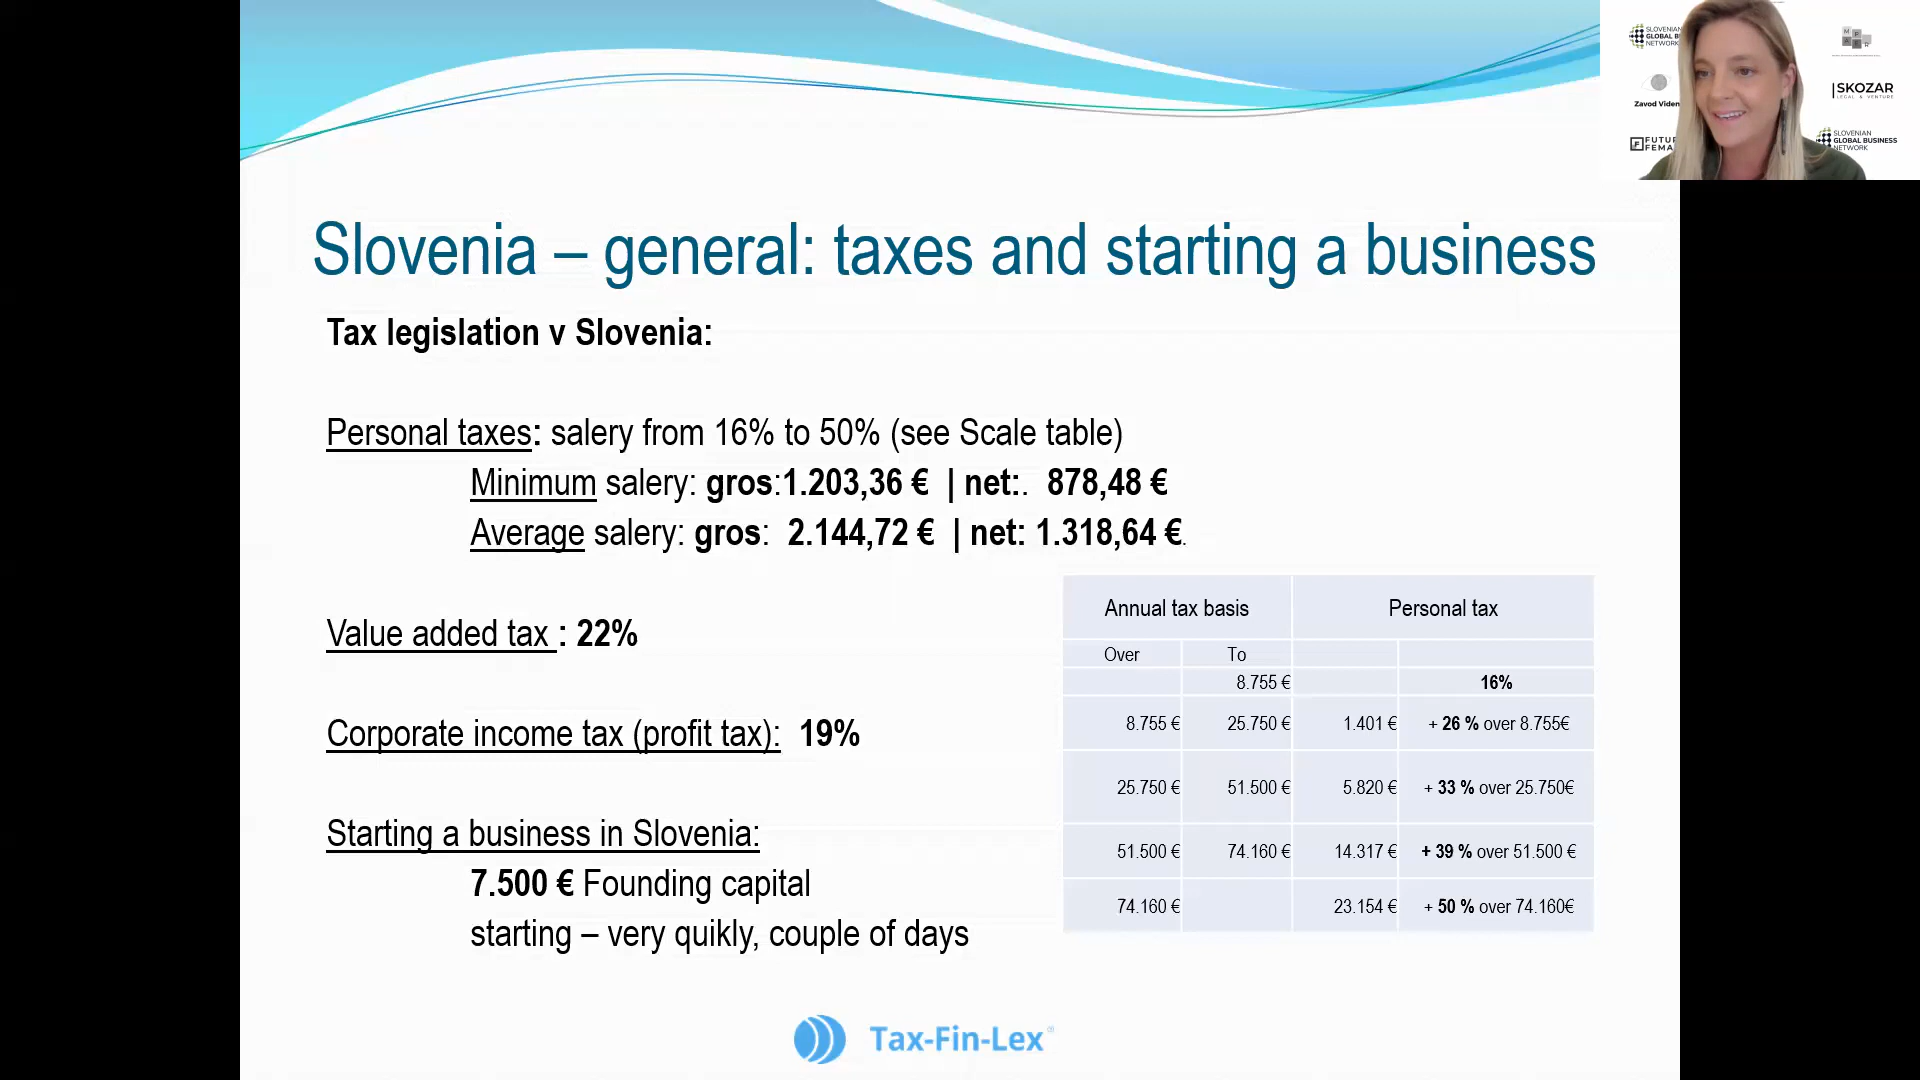 Slovenia – general: taxes and starting a business
Tax legislation v Slovenia:
Personal taxes: salery from 16% to 50% (see Scale table)
Minimum salery: gros:1.203,36 € | net:. 878,48 €
Average salery: gros: 2.144,72 € | net: 1.318,64 €.
Value added tax : 22%
Corporate income tax (profit tax): 19%
Starting a business in Slovenia:
7.500 € Founding capital
starting – very quikly, couple of days
Annual tax basis Personal tax
Over To
8.755 € 16%
8.755 € 25.750 € 1.401 € + 26 % over 8.755€
25.750 € 51.500 € 5.820 € + 33 % over 25.750€
51.500 € 74.160 € 14.317 € + 39 % over 51.500 €
74.160 € 23.154 € + 50 % over 74.160€
Tax-Fin-Lex
SLOVENIAN
GLOBAL
NETWORK
Zavod
SKOZAR
LEGAL & VENTURE
SLOVENIAN
GLOBAL BUSINESS
NETWORK